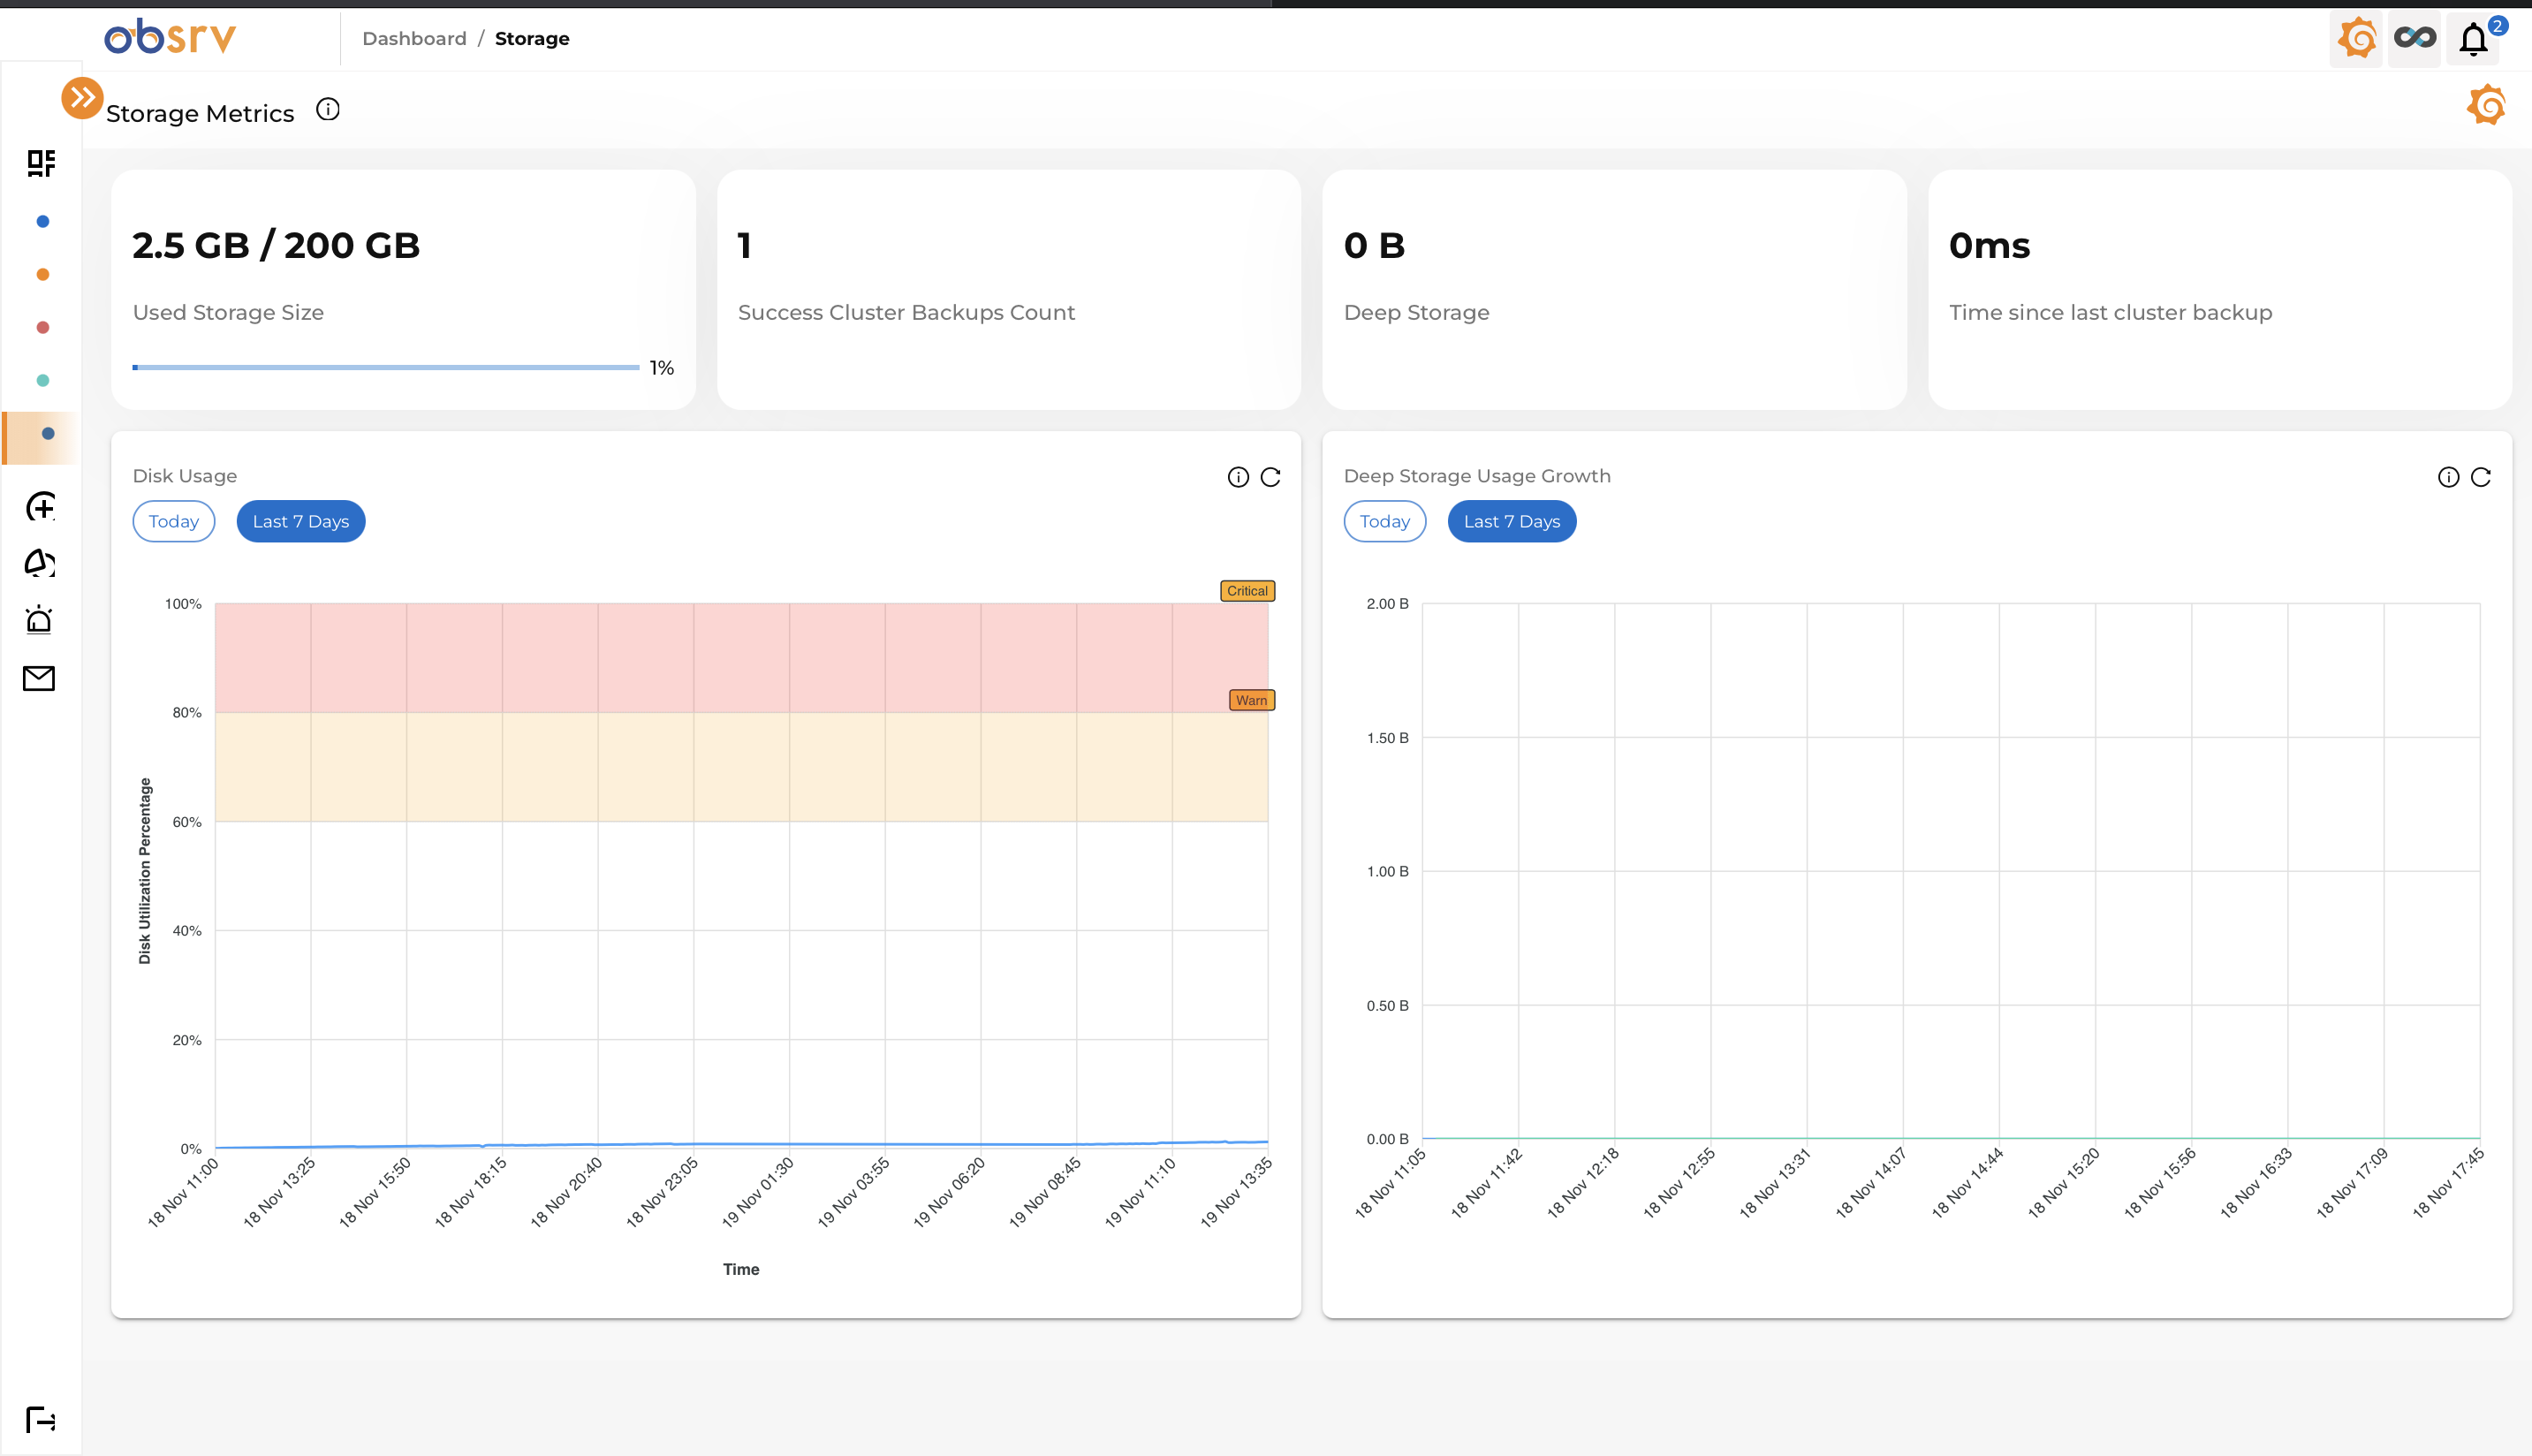 obsrv
Dashboard / Storage
2
Storage Metrics
2.5 GB / 200 GB
Used Storage Size
1%
1
Success Cluster Backups Count
0 B
Deep Storage
0ms
Time since last cluster backup
Disk Usage
Today
Last 7 Days
Critical
Warn
100%
80%
60%
40%
20%
0%
Disk Utilization Percentage
18 Nov 11:00
18 Nov 13:25
18 Nov 15:50
18 Nov 18:15
18 Nov 20:40
18 Nov 23:05
19 Nov 01:30
19 Nov 03:55
19 Nov 06:20
19 Nov 08:45
19 Nov 11:10
19 Nov 13:35
Time
Deep Storage Usage Growth
Today
Last 7 Days
2.00 B
1.50 B
1.00 B
0.50 B
0.00 B
18 Nov 11:05
18 Nov 11:42
18 Nov 12:18
18 Nov 12:55
18 Nov 13:31
18 Nov 14:07
18 Nov 14:44
18 Nov 15:20
18 Nov 15:56
18 Nov 16:33
18 Nov 17:09
18 Nov 17:45